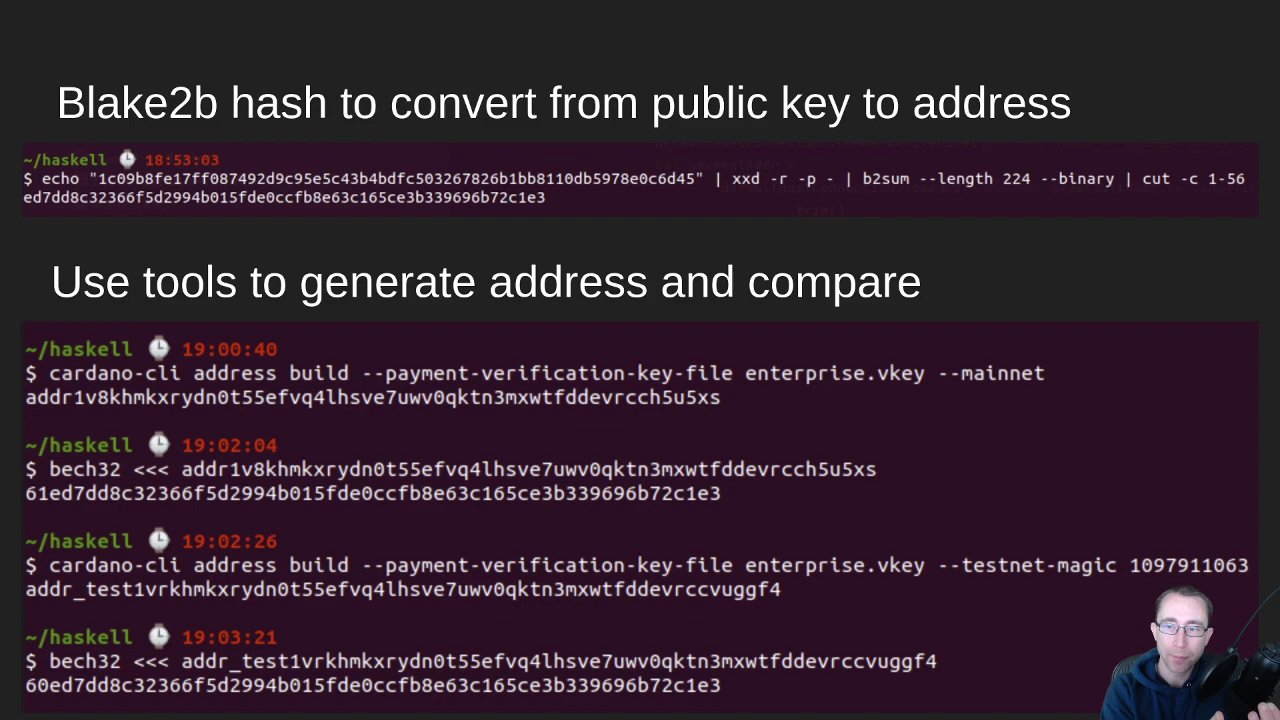 Blake2b hash to convert from public key to address
~/haskell 18:53:03
$ echo "1c09b8fe17ff087492d9c95e5c43b4bdfc503267826b1bb8110db5978e0c6d45" | xxd -r -p - | b2sum --length 224 --binary | cut -c 1-56
ed7dd8c32366f5d2994b015fde0ccfb8e63c165ce3b339696b72c1e3
Use tools to generate address and compare
~/haskell 19:00:40
$ cardano-cli address build --payment-verification-key-file enterprise.vkey --mainnet
addr1v8khmkxrydn0t55efvq4lhsve7uwv0qktn3mxwtfddevrcch5u5xs
~/haskell 19:02:04
$ bech32 <<< addr1v8khmkxrydn0t55efvq4lhsve7uwv0qktn3mxwtfddevrcch5u5xs
61ed7dd8c32366f5d2994b015fde0ccfb8e63c165ce3b339696b72c1e3
~/haskell 19:02:26
$ cardano-cli address build --payment-verification-key-file enterprise.vkey --testnet-magic 1097911063
addr_test1vrkhmkxrydn0t55efvq4lhsve7uwv0qktn3mxwtfddevrccvuggf4
~/haskell 19:03:21
$ bech32 <<< addr_test1vrkhmkxrydn0t55efvq4lhsve7uwv0qktn3mxwtfddevrccvuggf4
60ed7dd8c32366f5d2994b015fde0ccfb8e63c165ce3b339696b72c1e3